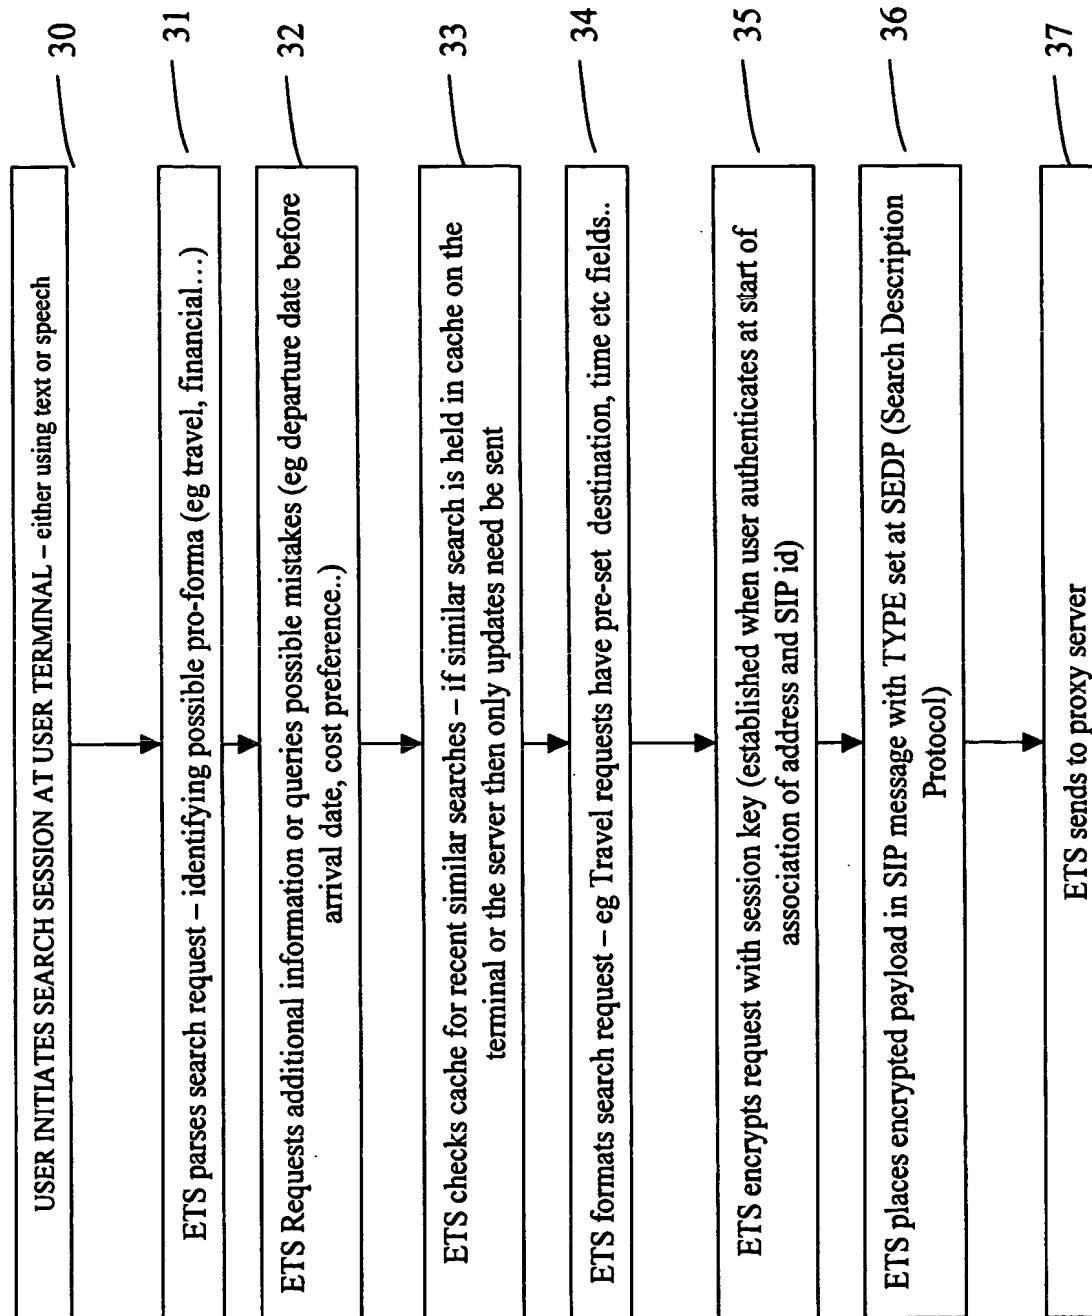 30
USER INITIATES SEARCH SESSION AT USER TERMINAL – either using text or speech
31
ETS parses search request – identifying possible pro-forma (eg travel, financial…)
32
ETS Requests additional information or queries possible mistakes (eg departure date before
arrival date, cost preference..)
33
ETS checks cache for recent similar searches – if similar search is held in cache on the
terminal or the server then only updates need be sent
34
ETS formats search request – eg Travel requests have pre-set destination, time etc fields..
35
ETS encrypts request with session key (established when user authenticates at start of
association of address and SIP id)
36
ETS places encrypted payload in SIP message with TYPE set at SEDP (Search Description
Protocol)
37
ETS sends to proxy server